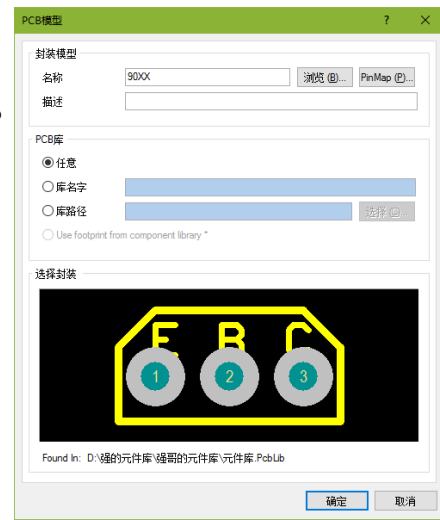 PCB模型 ? ×
封装模型
名称 90XX 浏览 (B)... PinMap (P)...
描述
PCB库
任意
库名字
库路径 选择
Use footprint from component library *
选择封装
E B C
1 2 3
Found In: D:\强的元件库\强哥的元件库\元件库.PcbLib
确定 取消